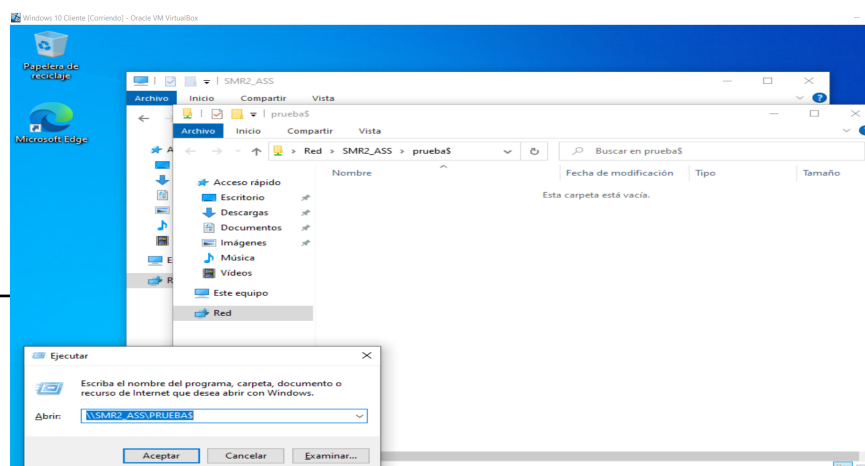 Windows 10 Cliente [Corriendo] - Oracle VM VirtualBox
Papelera de
reciclaje
Microsoft Edge
SMR2_ASS
Archivo Inicio Compartir Vista
prueba$
Archivo Inicio Compartir Vista
Red > SMR2_ASS > prueba$
Buscar en prueba$
Nombre Fecha de modificación Tipo Tamaño
Esta carpeta está vacía.
Acceso rápido
Escritorio
Descargas
Documentos
Imágenes
Música
Vídeos
Este equipo
Red
A
E
R
Ejecutar
Escriba el nombre del programa, carpeta, documento o
recurso de Internet que desea abrir con Windows.
Abrir: \\SMR2_ASS\PRUEBA$
Aceptar Cancelar Examinar...